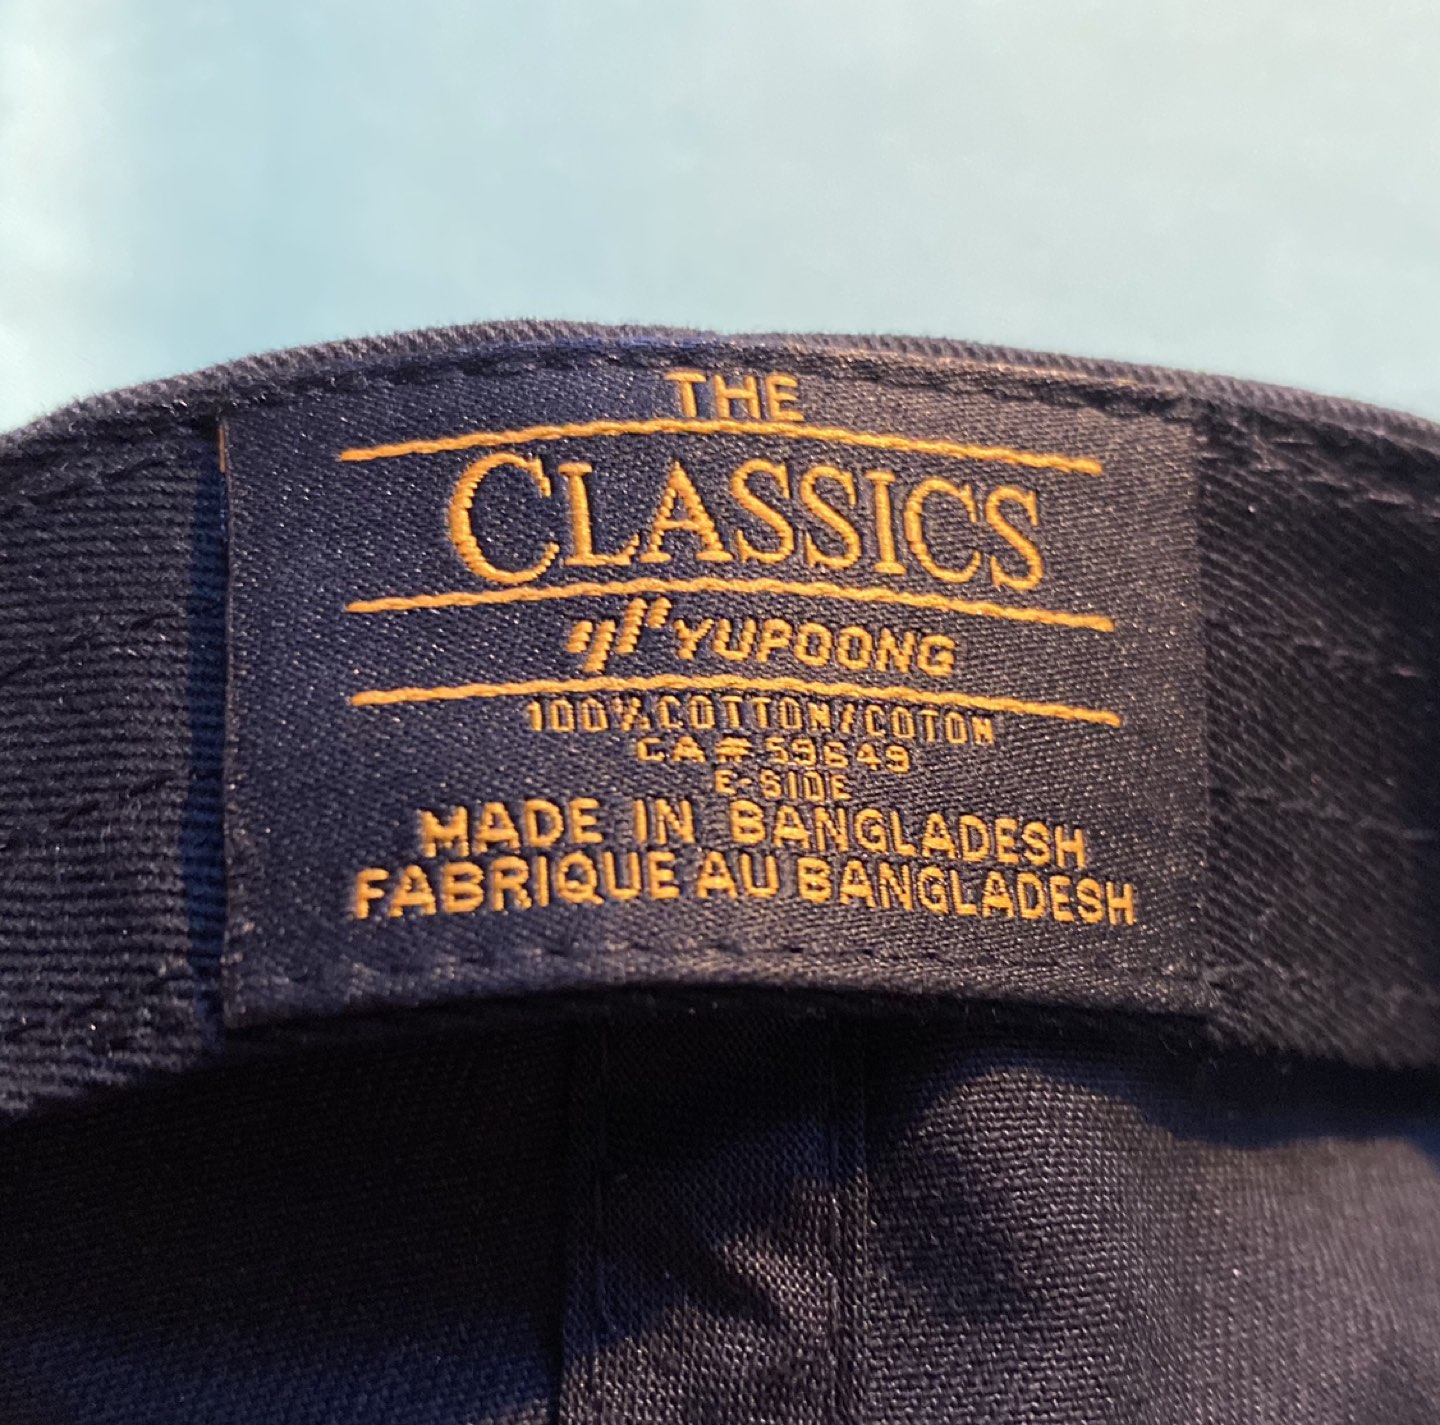 THE
CLASSICS
YUPOONG
100% COTTON/COTON
CA# 59649
E-SIDE
MADE IN BANGLADESH
FABRIQUE AU BANGLADESH